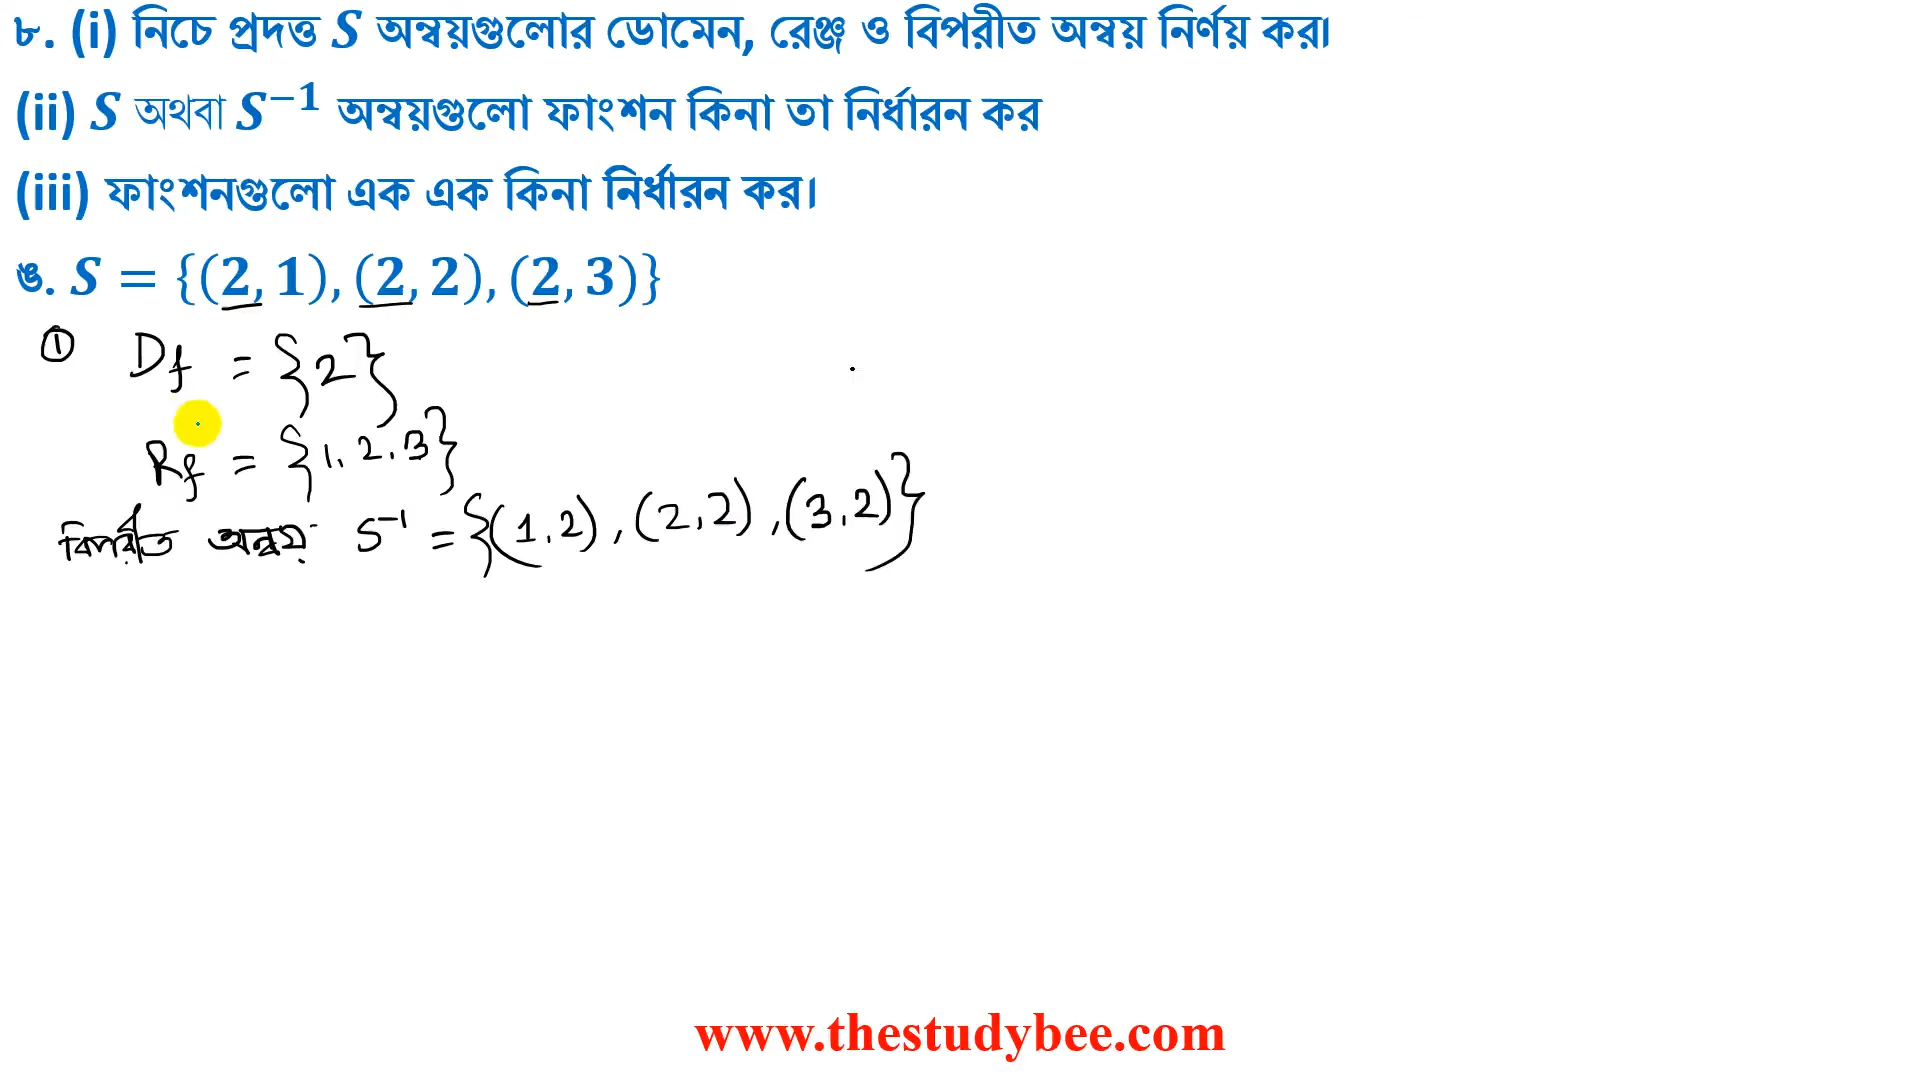 ৮. (i) নিচে প্রদত্ত S অন্বয়গুলোর ডোমেন, রেঞ্জ ও বিপরীত অন্বয় নির্ণয় কর।
(ii) S অথবা S⁻¹ অন্বয়গুলো ফাংশন কিনা তা নির্ধারন কর
(iii) ফাংশনগুলো এক এক কিনা নির্ধারন কর।
ঙ. S = {(2, 1), (2, 2), (2, 3)}
① D_f = {2}
R_f = {1, 2, 3}
বিপরীত অন্বয় S⁻¹ = {(1, 2), (2, 2), (3, 2)}
www.thestudybee.com